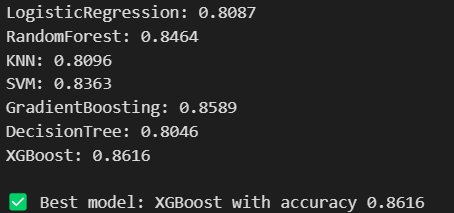 LogisticRegression: 0.8087
RandomForest: 0.8464
KNN: 0.8096
SVM: 0.8363
GradientBoosting: 0.8589
DecisionTree: 0.8046
XGBoost: 0.8616
✅ Best model: XGBoost with accuracy 0.8616